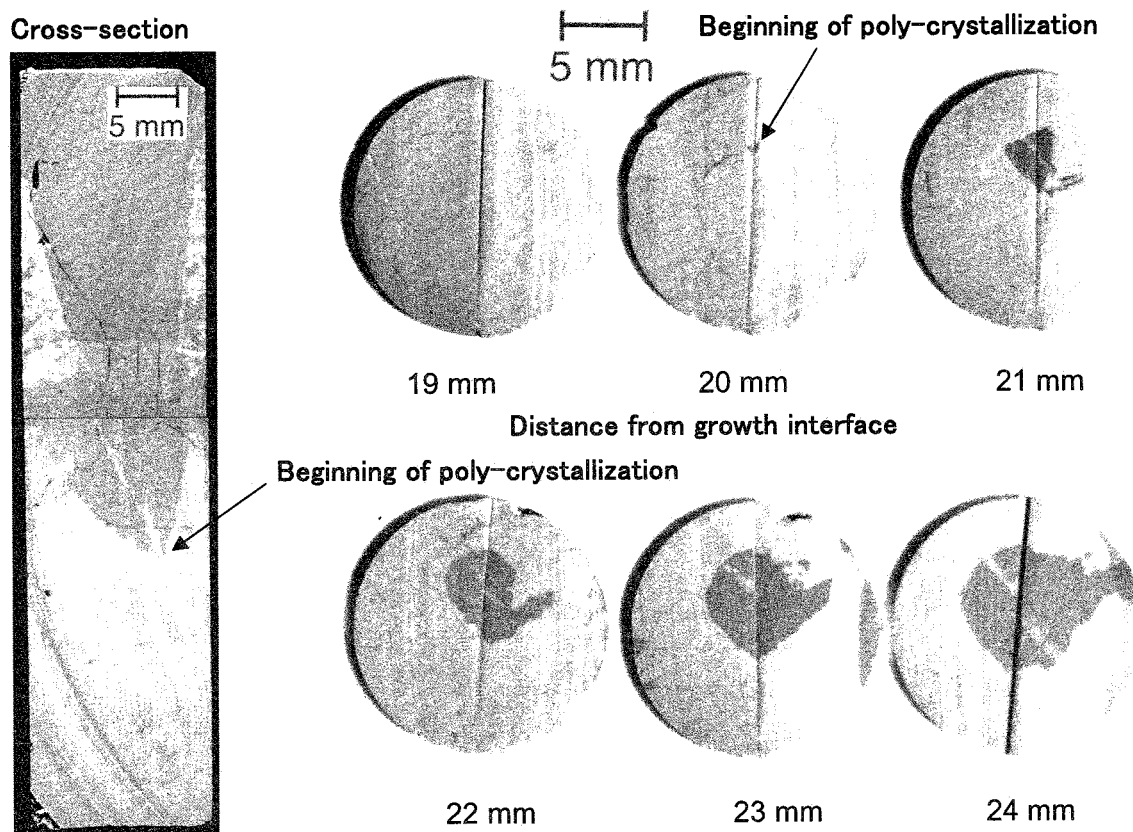 Cross-section
5 mm
5 mm
Beginning of poly-crystallization
19 mm
20 mm
21 mm
Distance from growth interface
Beginning of poly-crystallization
22 mm
23 mm
24 mm